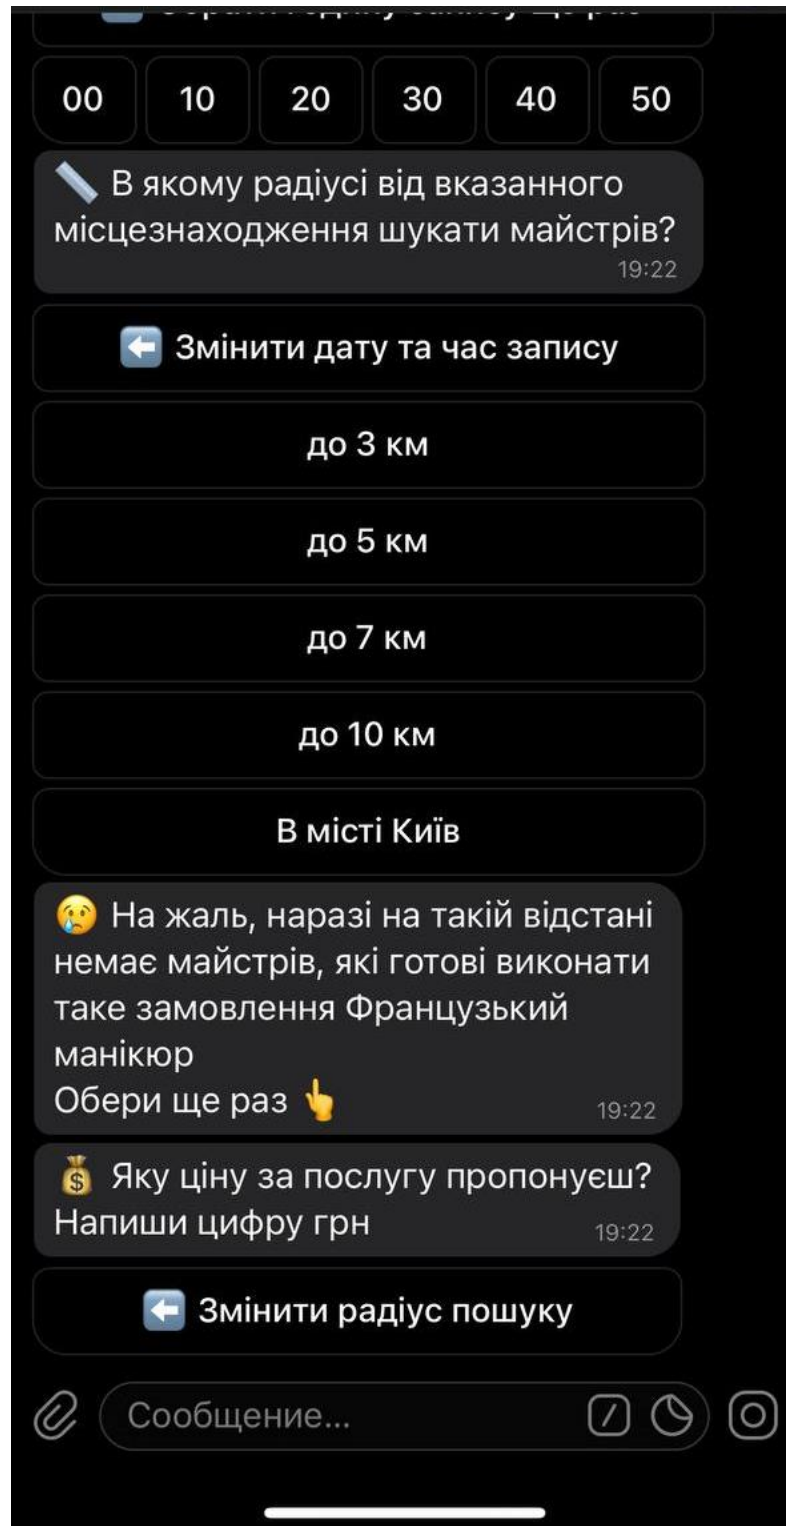 00 10 20 30 40 50
В якому радіусі від вказанного
місцезнаходження шукати майстрів?
19:22
Змінити дату та час запису
до 3 км
до 5 км
до 7 км
до 10 км
В місті Київ
На жаль, наразі на такій відстані
немає майстрів, які готові виконати
таке замовлення Французький
манікюр
Обери ще раз
19:22
Яку ціну за послугу пропонуєш?
Напиши цифру грн
19:22
Змінити радіус пошуку
Сообщение...